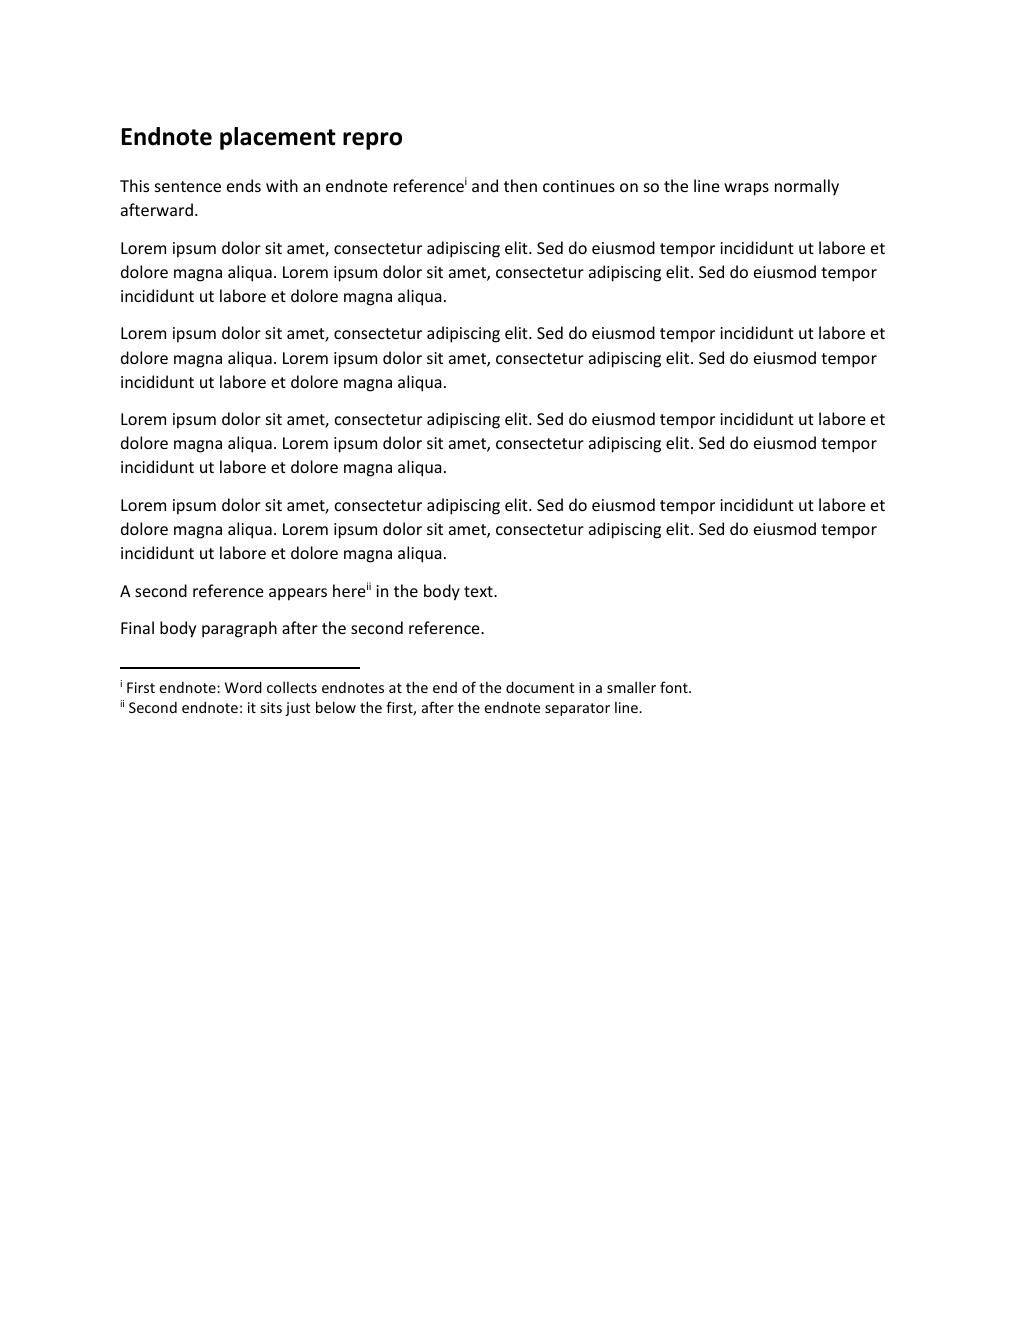 Endnote placement repro
This sentence ends with an endnote referenceⁱ and then continues on so the line wraps normally
afterward.
Lorem ipsum dolor sit amet, consectetur adipiscing elit. Sed do eiusmod tempor incididunt ut labore et
dolore magna aliqua. Lorem ipsum dolor sit amet, consectetur adipiscing elit. Sed do eiusmod tempor
incididunt ut labore et dolore magna aliqua.
Lorem ipsum dolor sit amet, consectetur adipiscing elit. Sed do eiusmod tempor incididunt ut labore et
dolore magna aliqua. Lorem ipsum dolor sit amet, consectetur adipiscing elit. Sed do eiusmod tempor
incididunt ut labore et dolore magna aliqua.
Lorem ipsum dolor sit amet, consectetur adipiscing elit. Sed do eiusmod tempor incididunt ut labore et
dolore magna aliqua. Lorem ipsum dolor sit amet, consectetur adipiscing elit. Sed do eiusmod tempor
incididunt ut labore et dolore magna aliqua.
Lorem ipsum dolor sit amet, consectetur adipiscing elit. Sed do eiusmod tempor incididunt ut labore et
dolore magna aliqua. Lorem ipsum dolor sit amet, consectetur adipiscing elit. Sed do eiusmod tempor
incididunt ut labore et dolore magna aliqua.
A second reference appears hereⁱⁱ in the body text.
Final body paragraph after the second reference.
ⁱ First endnote: Word collects endnotes at the end of the document in a smaller font.
ⁱⁱ Second endnote: it sits just below the first, after the endnote separator line.